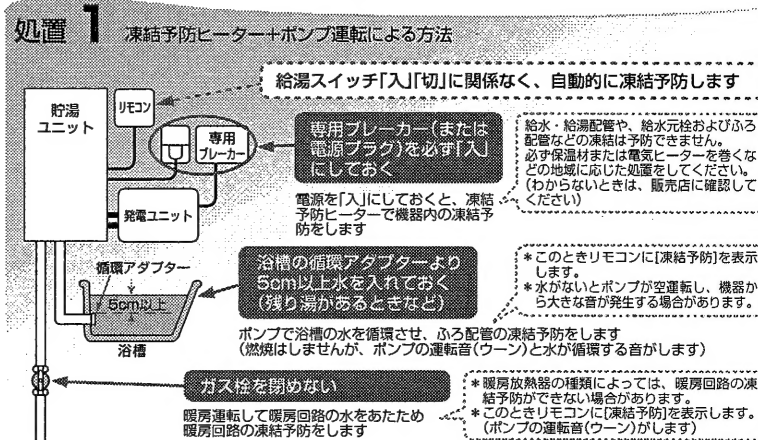 処置 1 凍結予防ヒーター+ポンプ運転による方法
給湯スイッチ「入」「切」に関係なく、自動的に凍結予防します
貯湯
ユニット
リモコン
専用
ブレーカー
発電ユニット
専用ブレーカー(または
電源プラグ)を必ず「入」
にしておく
電源を「入」にしておくと、凍結
予防ヒーターで機器内の凍結予
防をします
給水・給湯配管や、給水元栓およびふろ
配管などの凍結は予防できません。
必ず保温材または電気ヒーターを巻くな
どの地域に応じた処置をしてください。
(わからないときは、販売店に確認して
ください)
循環アダプター
5cm以上
浴槽
浴槽の循環アダプターより
5cm以上水を入れておく
(残り湯があるときなど)
*このときリモコンに[凍結予防]を表示
します。
*水がないとポンプが空運転し、機器か
ら大きな音が発生する場合があります。
ポンプで浴槽の水を循環させ、ふろ配管の凍結予防をします
(燃焼はしませんが、ポンプの運転音(ウーン)と水が循環する音がします)
ガス栓を閉めない
暖房運転して暖房回路の水をあたため
暖房回路の凍結予防をします
*暖房放熱器の種類によっては、暖房回路の凍
結予防ができない場合があります。
*このときリモコンに[凍結予防]を表示します。
(ポンプの運転音(ウーン)がします)